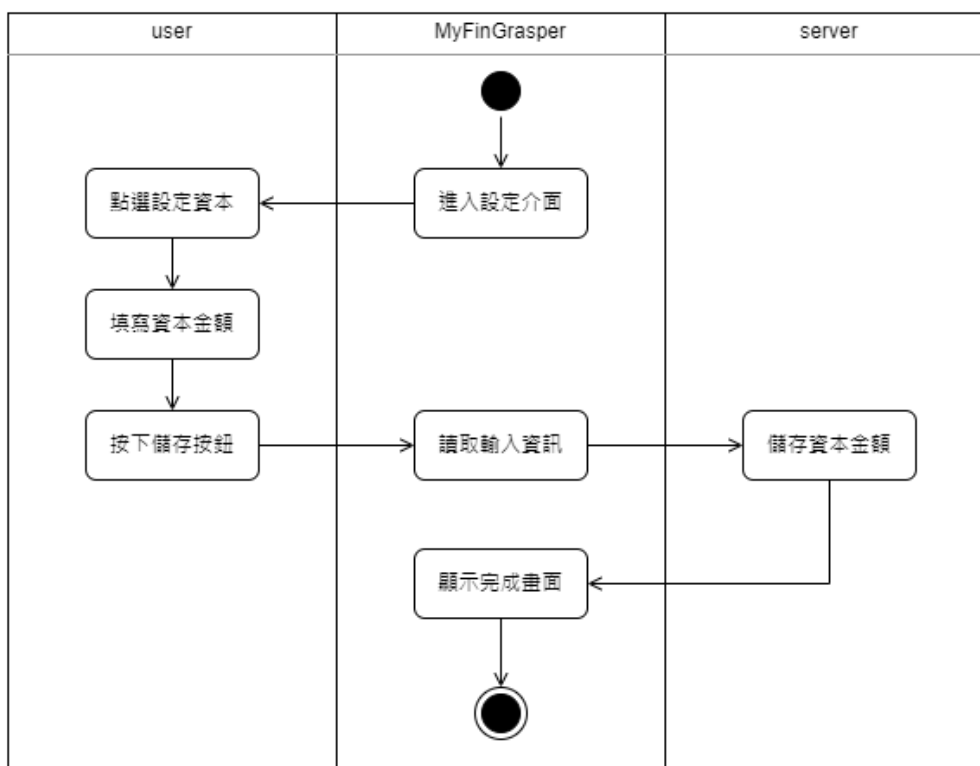 user
MyFinGrasper
server
進入設定介面
點選設定資本
填寫資本金額
按下儲存按鈕
讀取輸入資訊
儲存資本金額
顯示完成畫面